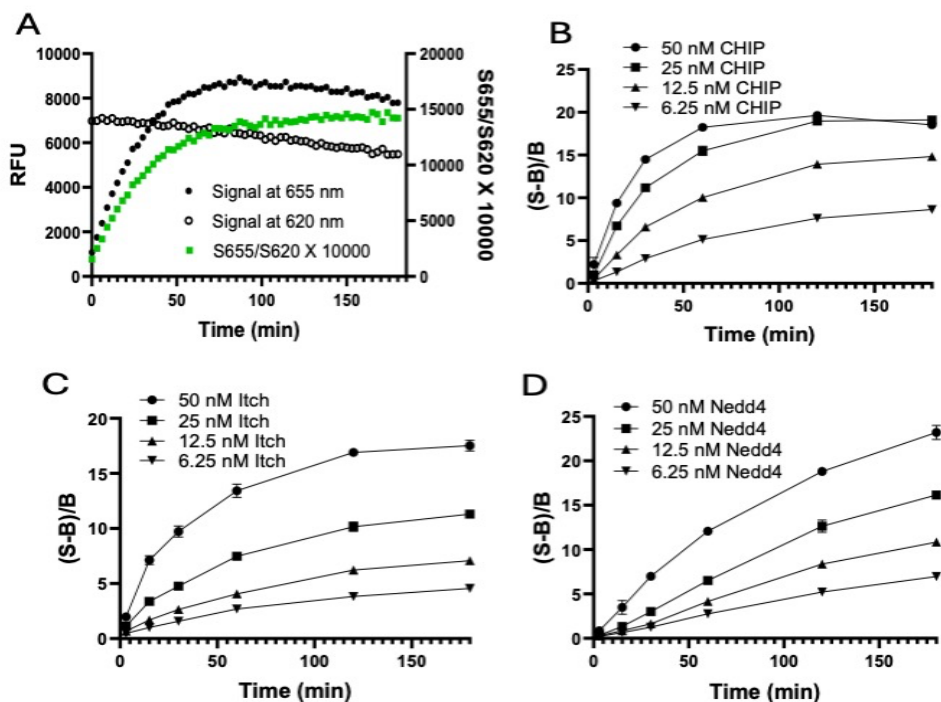 A
10000
8000
6000
4000
2000
0
RFU
20000
15000
10000
5000
0
S655/S620 X 10000
Signal at 655 nm
Signal at 620 nm
S655/S620 X 10000
0
50
100
150
Time (min)
B
50 nM CHIP
25 nM CHIP
12.5 nM CHIP
6.25 nM CHIP
25
20
15
10
5
0
(S-B)/B
0
50
100
150
Time (min)
C
50 nM Itch
25 nM Itch
12.5 nM Itch
6.25 nM Itch
20
15
10
5
0
(S-B)/B
0
50
100
150
Time (min)
D
50 nM Nedd4
25 nM Nedd4
12.5 nM Nedd4
6.25 nM Nedd4
25
20
15
10
5
0
(S-B)/B
0
50
100
150
Time (min)